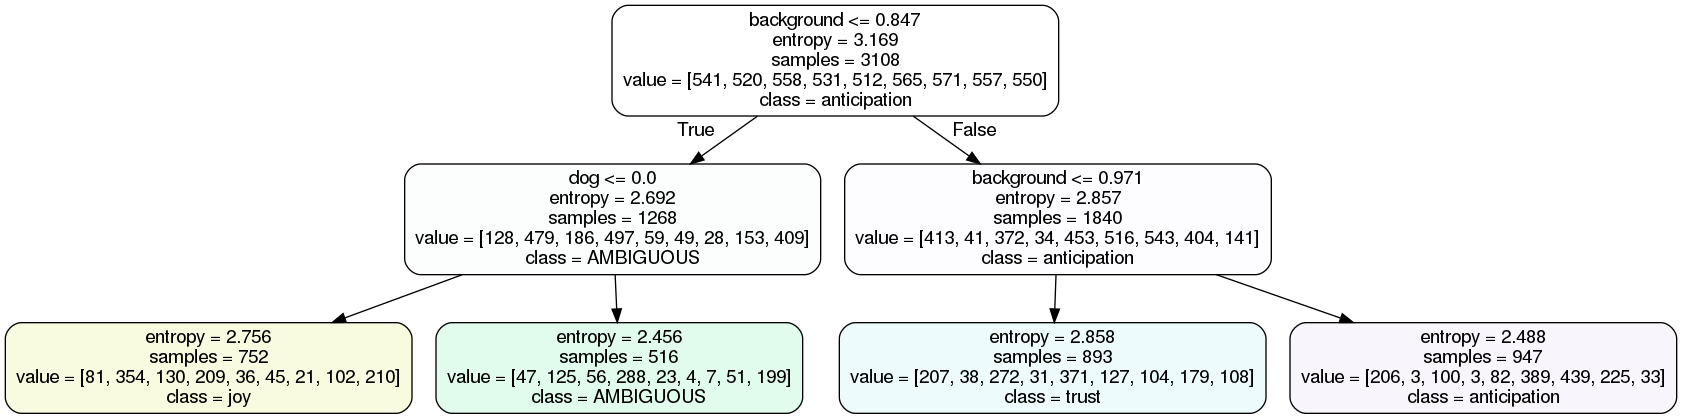 background <= 0.847
entropy = 3.169
samples = 3108
value = [541, 520, 558, 531, 512, 565, 571, 557, 550]
class = anticipation
True
False
dog <= 0.0
entropy = 2.692
samples = 1268
value = [128, 479, 186, 497, 59, 49, 28, 153, 409]
class = AMBIGUOUS
background <= 0.971
entropy = 2.857
samples = 1840
value = [413, 41, 372, 34, 453, 516, 543, 404, 141]
class = anticipation
entropy = 2.756
samples = 752
value = [81, 354, 130, 209, 36, 45, 21, 102, 210]
class = joy
entropy = 2.456
samples = 516
value = [47, 125, 56, 288, 23, 4, 7, 51, 199]
class = AMBIGUOUS
entropy = 2.858
samples = 893
value = [207, 38, 272, 31, 371, 127, 104, 179, 108]
class = trust
entropy = 2.488
samples = 947
value = [206, 3, 100, 3, 82, 389, 439, 225, 33]
class = anticipation